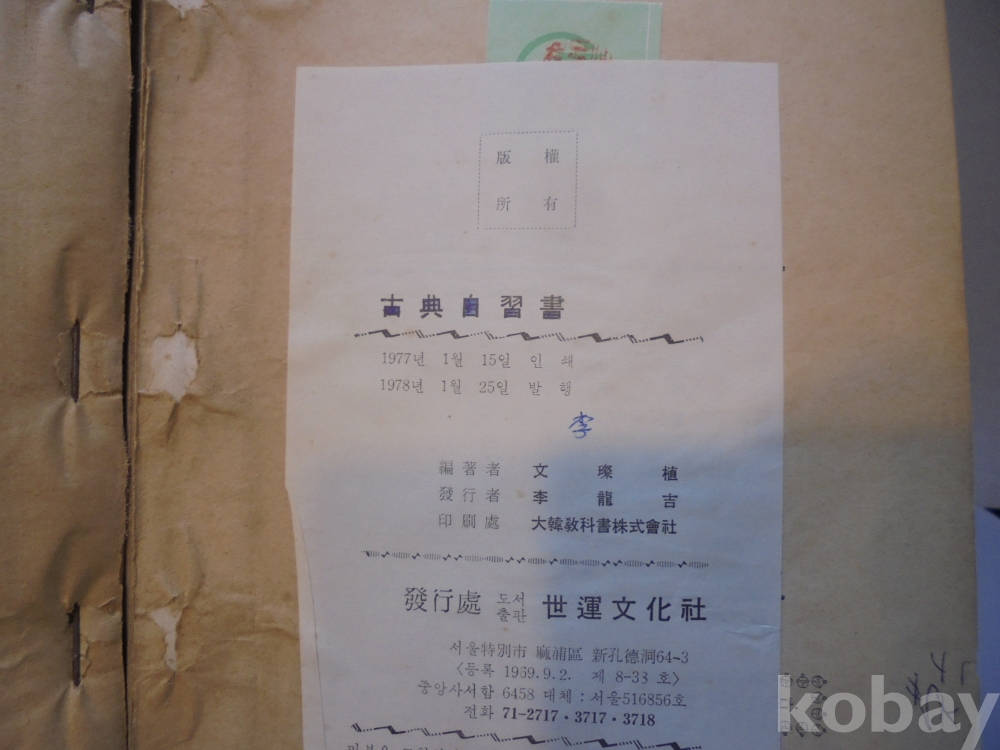 版 權
所 有
古典自習書
1977년 1월 15일 인 쇄
1978년 1월 25일 발 행
李
編著者 文 璨 植
發行者 李 龍 吉
印刷處 大韓敎科書株式會社
發行處 도서출판 世運文化社
서울特別市 麻浦區 新孔德洞64~3
〈등록 1969.9.2. 제 8-33 호〉
중앙사서함 6458 대체 : 서울516856호
전화 71-2717・3717・3718
kobay